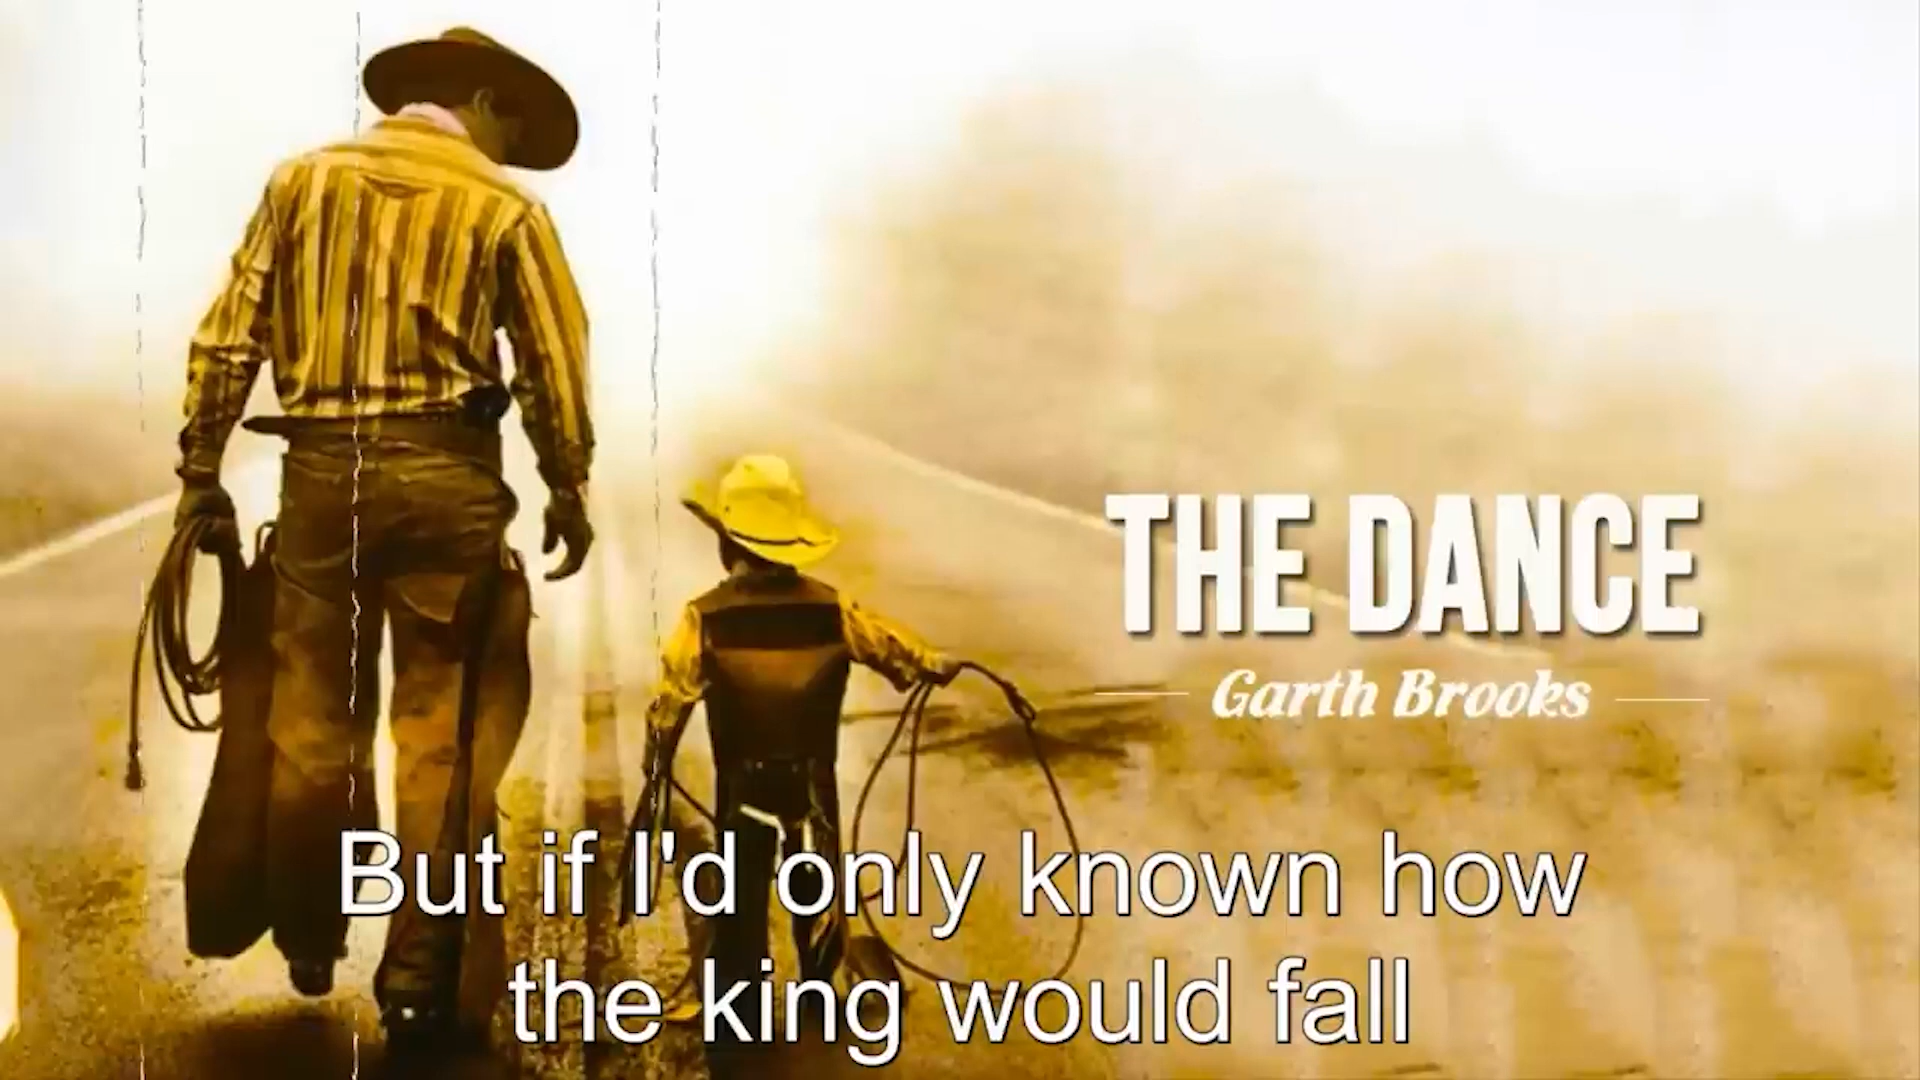 THE DANCE
Garth Brooks
But if I'd only known how
the king would fall